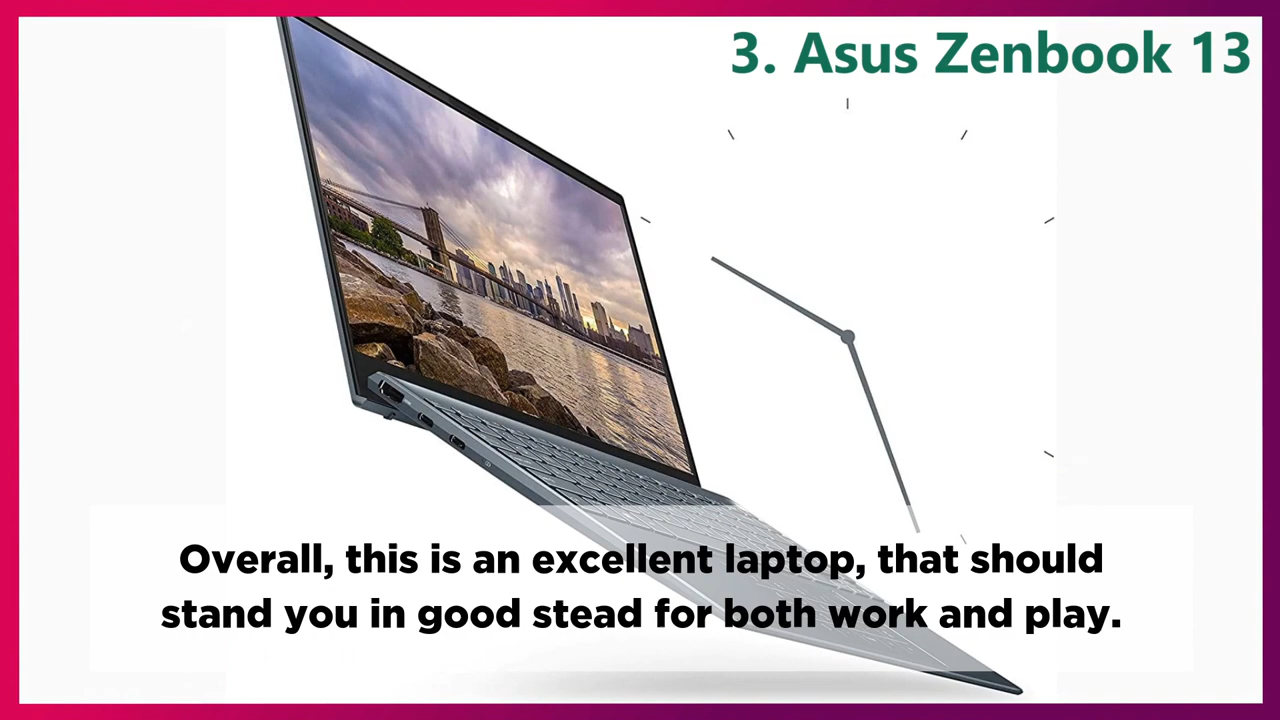 3. Asus Zenbook 13
Overall, this is an excellent laptop, that should
stand you in good stead for both work and play.